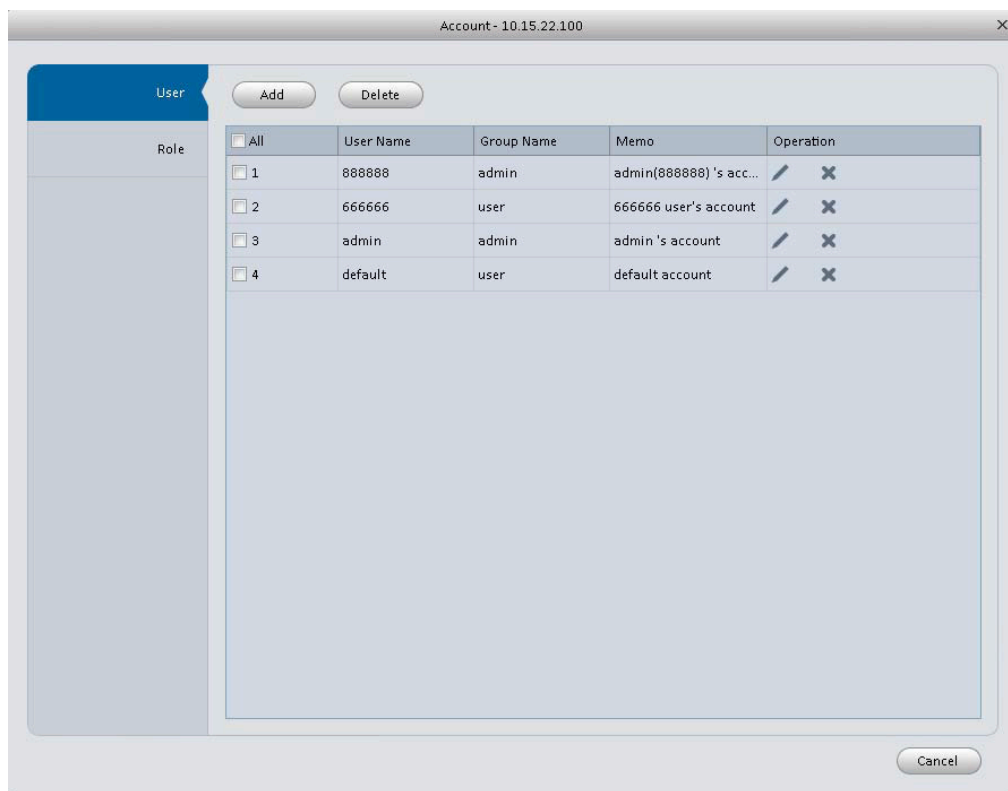 Account - 10.15.22.100
User
Role
Add Delete
All User Name Group Name Memo Operation
1 888888 admin admin(888888) 's acc...
2 666666 user 666666 user's account
3 admin admin admin 's account
4 default user default account
Cancel